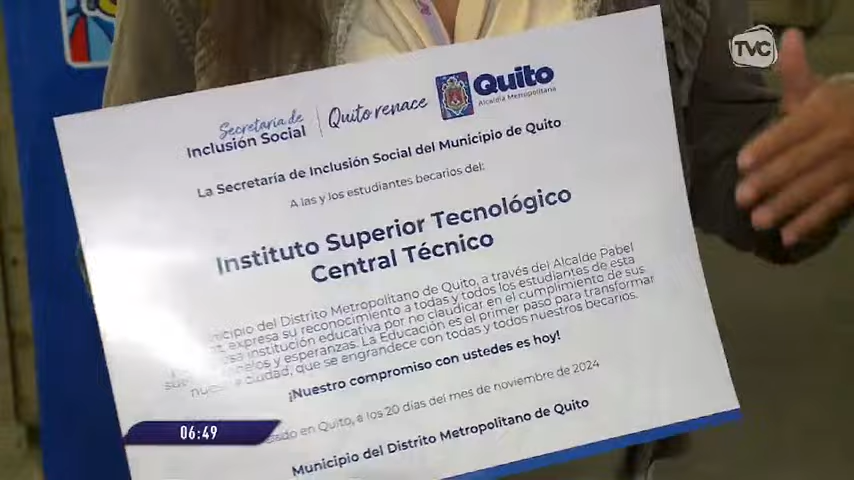 TVC
Secretaría de
Inclusión Social
Quito renace
Quito
Alcaldía Metropolitana
La Secretaría de Inclusión Social del Municipio de Quito
A las y los estudiantes becarios del:
Instituto Superior Tecnológico
Central Técnico
del Distrito Metropolitano de Quito, a través del Alcalde Pabel
expresa su reconocimiento a todas y todos los estudiantes de esta
institución educativa por no claudicar en el cumplimiento de sus
y esperanzas. La Educación es el primer paso para transformar
ciudad, que se engrandece con todas y todos nuestros becarios.
¡Nuestro compromiso con ustedes es hoy!
en Quito, a los 20 días del mes de noviembre de 2024
Municipio del Distrito Metropolitano de Quito
06:49